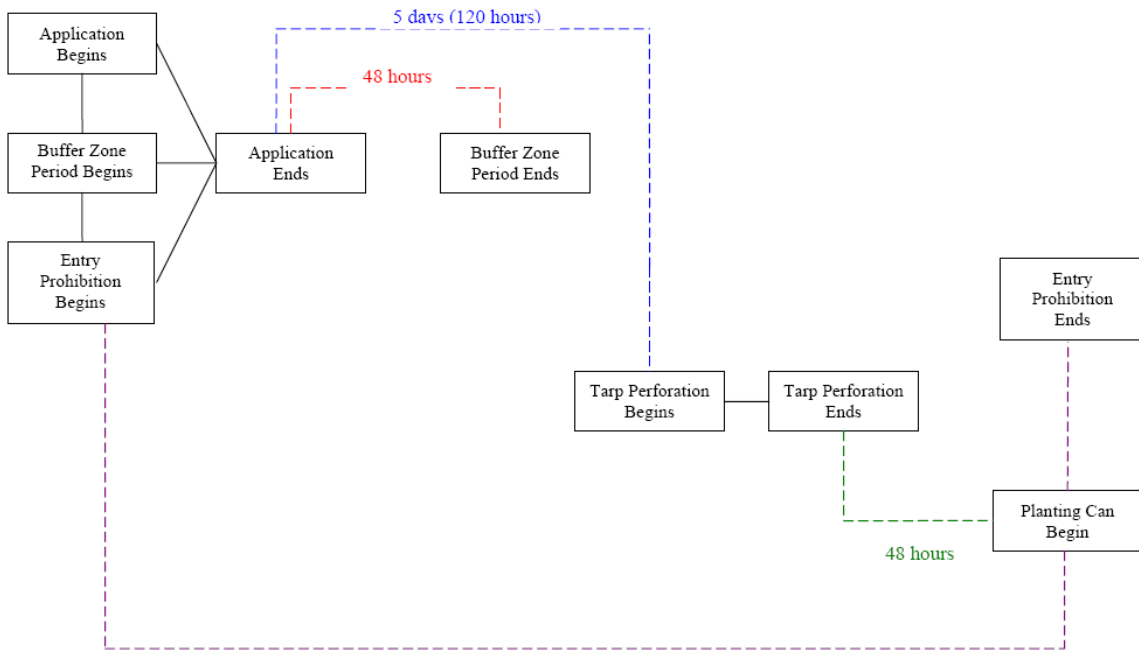 5 days (120 hours)
Application
Begins
48 hours
Buffer Zone
Period Begins
Application
Ends
Buffer Zone
Period Ends
Entry
Prohibition
Begins
Entry
Prohibition
Ends
Tarp Perforation
Begins
Tarp Perforation
Ends
Planting Can
Begin
48 hours